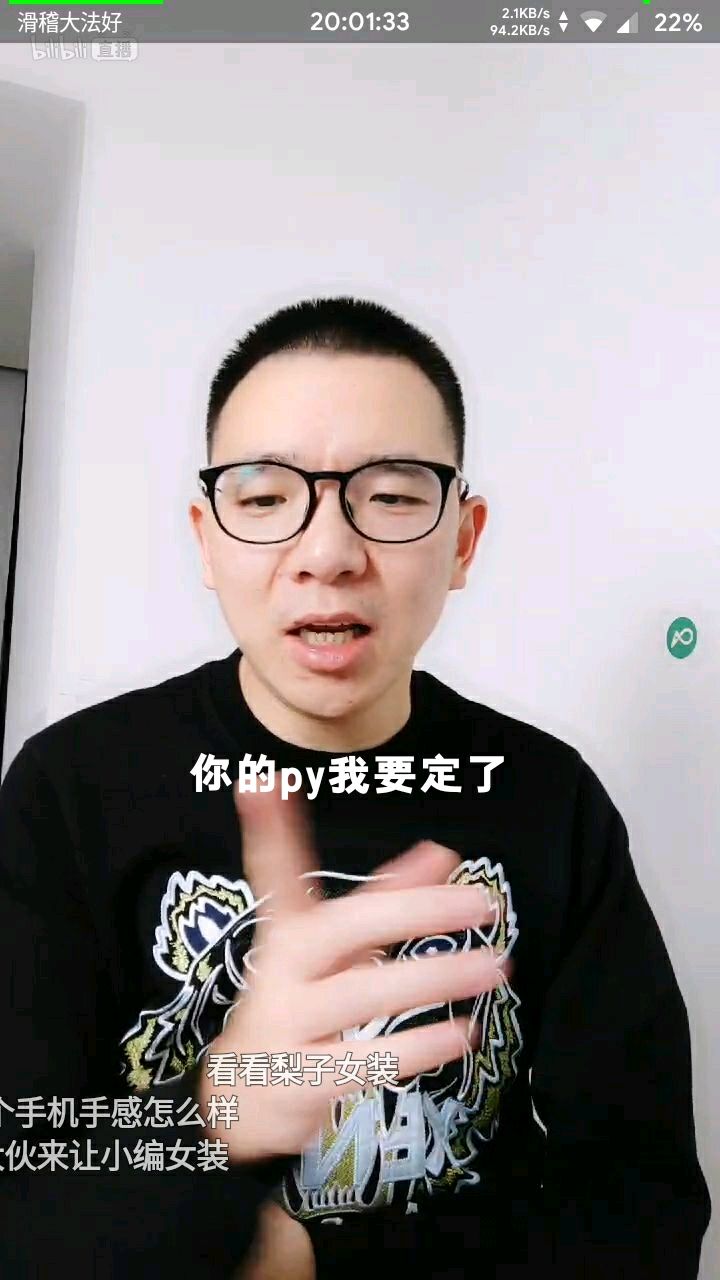 滑稽大法好
20:01:33
2.1KB/s
94.2KB/s
22%
bilibili 直播
你的py我要定了
看看梨子女装
个手机手感怎么样
大伙来让小编女装